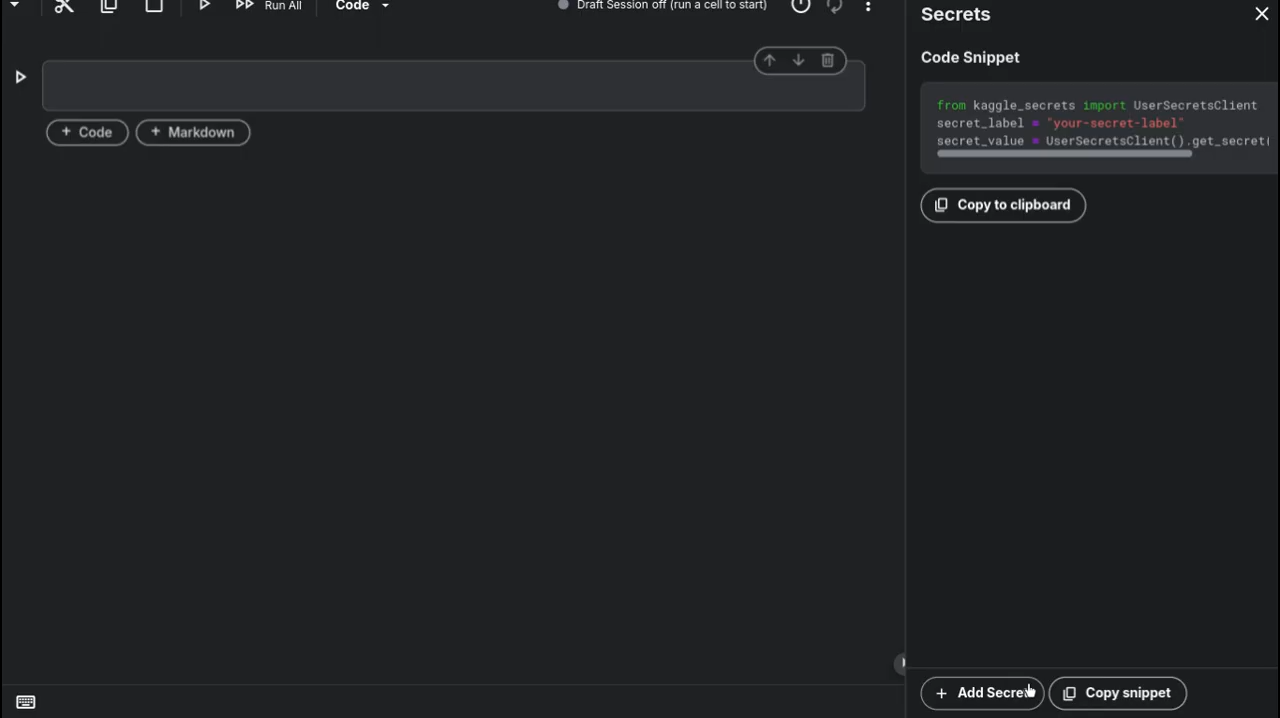 Run All
Code
Draft Session off (run a cell to start)
Secrets
Code Snippet
from kaggle_secrets import UserSecretsClient
secret_label = "your-secret-label"
secret_value = UserSecretsClient().get_secret(
Copy to clipboard
+ Code
+ Markdown
+ Add Secret
Copy snippet